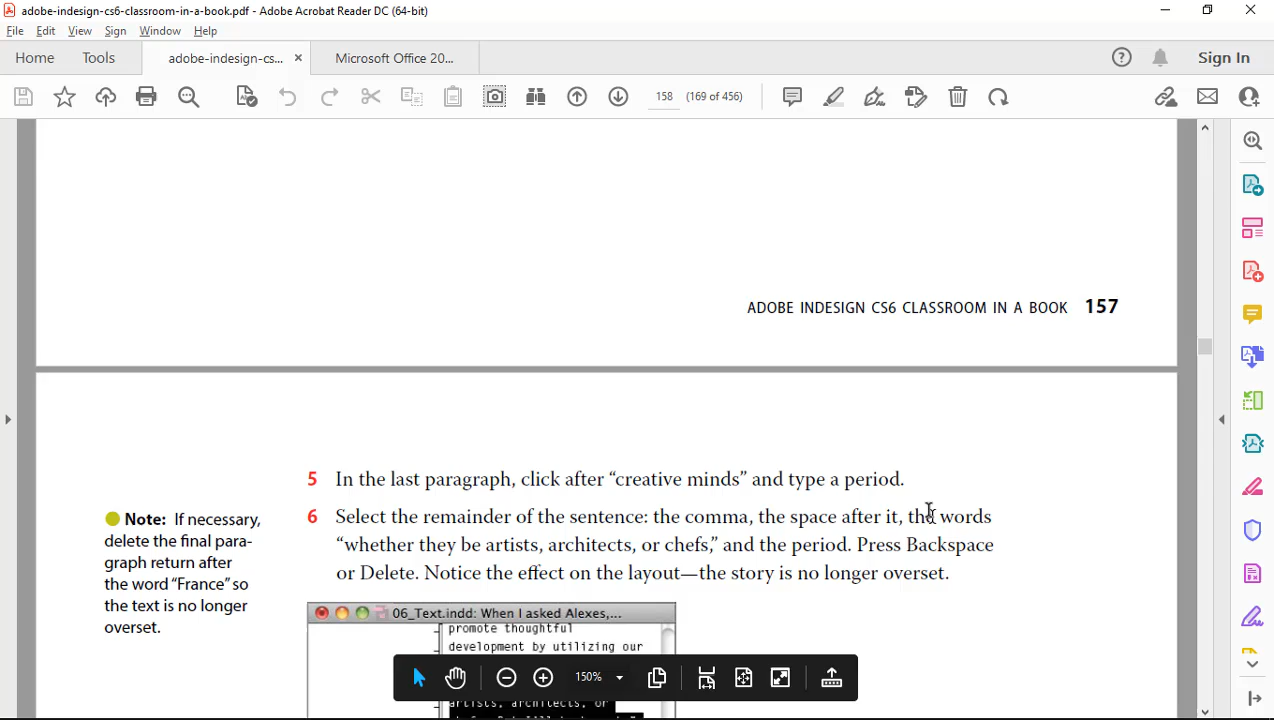 adobe-indesign-cs6-classroom-in-a-book.pdf - Adobe Acrobat Reader DC (64-bit)
File Edit View Sign Window Help
Home Tools adobe-indesign-cs... × Microsoft Office 20... Sign In
158 (169 of 456)
ADOBE INDESIGN CS6 CLASSROOM IN A BOOK 157
5 In the last paragraph, click after “creative minds” and type a period.
6 Select the remainder of the sentence: the comma, the space after it, the words
“whether they be artists, architects, or chefs,” and the period. Press Backspace
or Delete. Notice the effect on the layout—the story is no longer overset.
Note: If necessary,
delete the final para-
graph return after
the word “France” so
the text is no longer
overset.
06_Text.indd: When I asked Alexes,...
promote thoughtful
development by utilizing our
artists, architects, or
150%